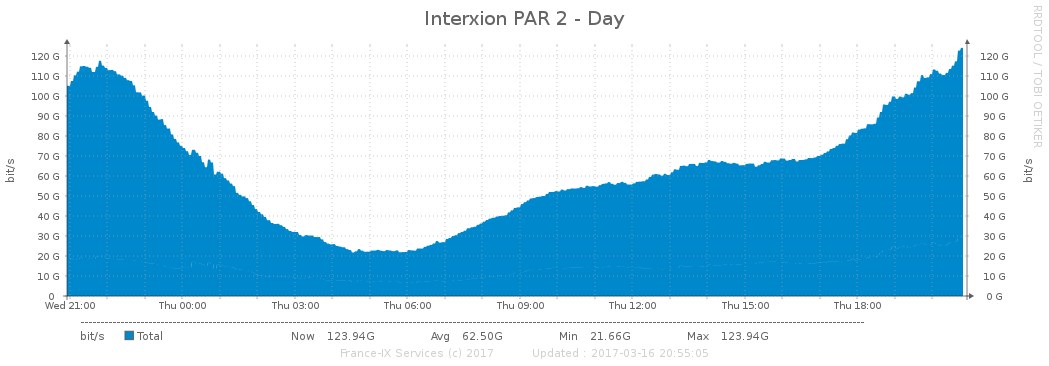 Interxion PAR 2 - Day
RRDTOOL / TOBI OETIKER
bit/s
120 G 120 G
110 G 110 G
100 G 100 G
90 G 90 G
80 G 80 G
70 G 70 G
60 G 60 G
50 G 50 G
40 G 40 G
30 G 30 G
20 G 20 G
10 G 10 G
0 0 G
bit/s
Wed 21:00 Thu 00:00 Thu 03:00 Thu 06:00 Thu 09:00 Thu 12:00 Thu 15:00 Thu 18:00
bit/s Total Now 123.94G Avg 62.50G Min 21.66G Max 123.94G
France-IX Services (c) 2017 Updated : 2017-03-16 20:55:05